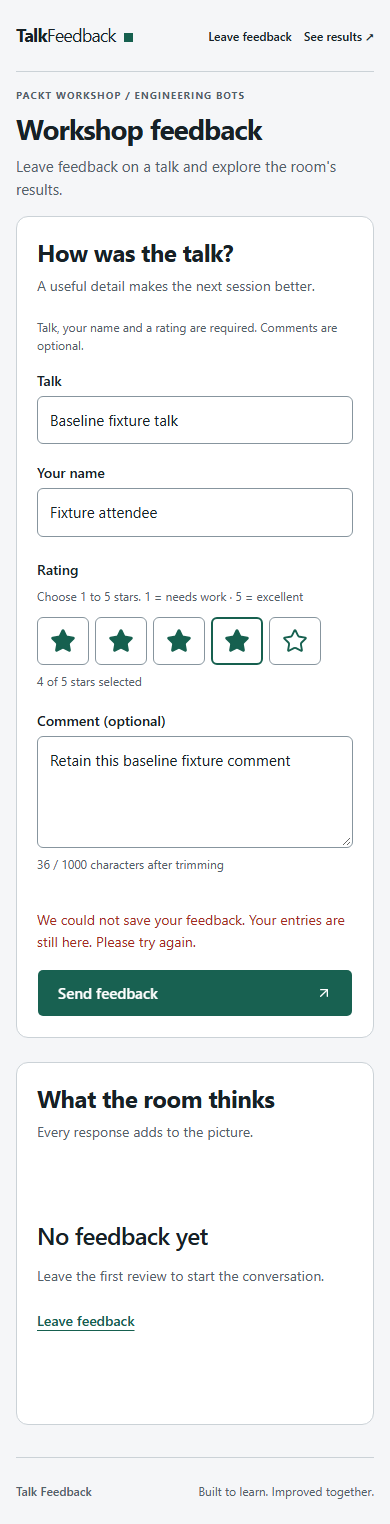 TalkFeedback
Leave feedback See results ↗
PACKT WORKSHOP / ENGINEERING BOTS
Workshop feedback
Leave feedback on a talk and explore the room's
results.
How was the talk?
A useful detail makes the next session better.
Talk, your name and a rating are required. Comments are
optional.
Talk
Baseline fixture talk
Your name
Fixture attendee
Rating
Choose 1 to 5 stars. 1 = needs work · 5 = excellent
4 of 5 stars selected
Comment (optional)
Retain this baseline fixture comment
36 / 1000 characters after trimming
We could not save your feedback. Your entries are
still here. Please try again.
Send feedback
What the room thinks
Every response adds to the picture.
No feedback yet
Leave the first review to start the conversation.
Leave feedback
Talk Feedback
Built to learn. Improved together.